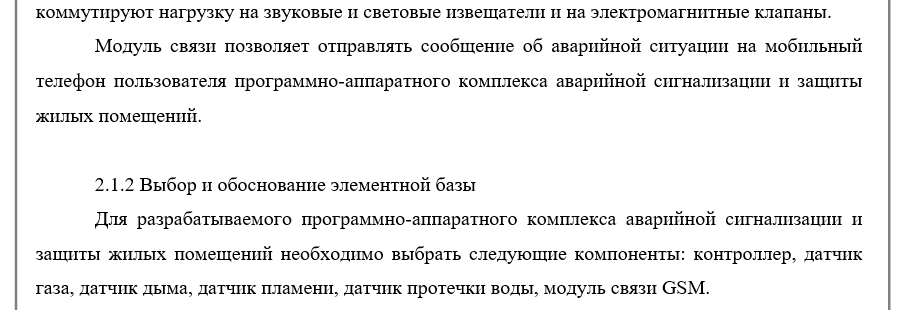 коммутируют нагрузку на звуковые и световые извещатели и на электромагнитные клапаны.
Модуль связи позволяет отправлять сообщение об аварийной ситуации на мобильный
телефон пользователя программно-аппаратного комплекса аварийной сигнализации и защиты
жилых помещений.
2.1.2 Выбор и обоснование элементной базы
Для разрабатываемого программно-аппаратного комплекса аварийной сигнализации и
защиты жилых помещений необходимо выбрать следующие компоненты: контроллер, датчик
газа, датчик дыма, датчик пламени, датчик протечки воды, модуль связи GSM.